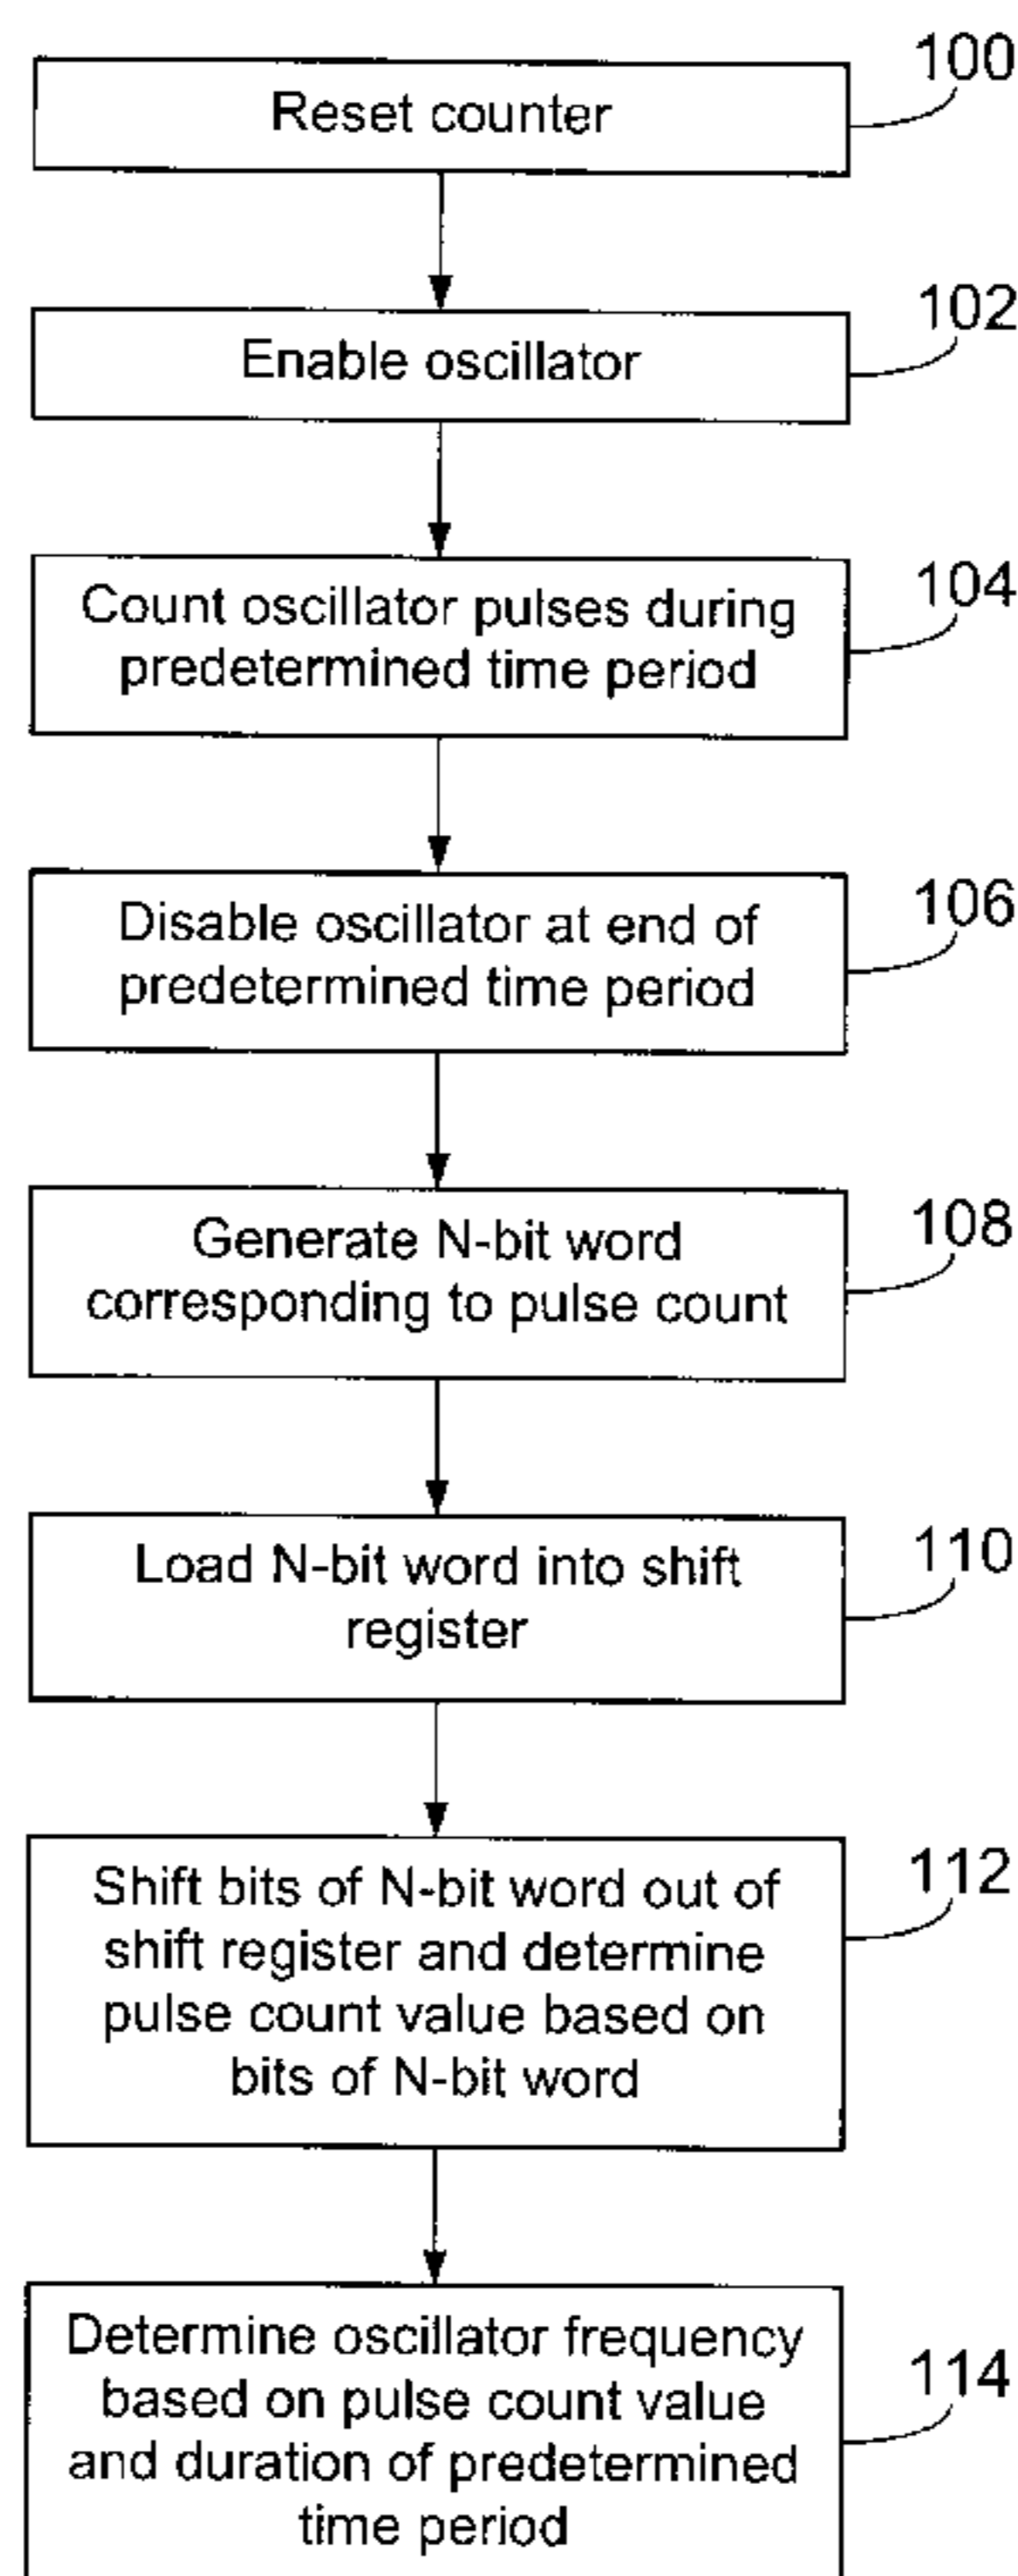 100
Reset counter
102
Enable oscillator
104
Count oscillator pulses during
predetermined time period
106
Disable oscillator at end of
predetermined time period
108
Generate N-bit word
corresponding to pulse count
110
Load N-bit word into shift
register
112
Shift bits of N-bit word out of
shift register and determine
pulse count value based on
bits of N-bit word
114
Determine oscillator frequency
based on pulse count value
and duration of predetermined
time period